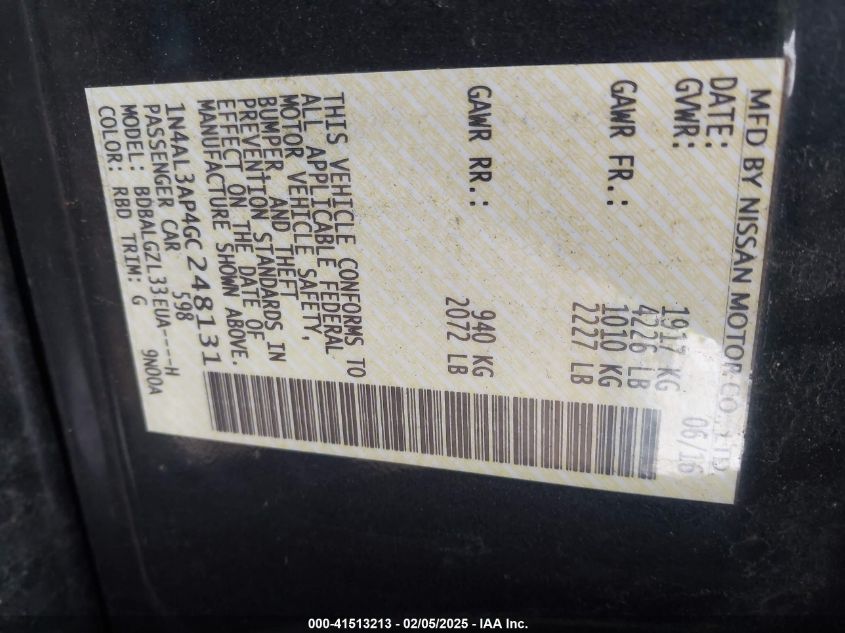 MFD BY NISSAN MOTOR CO., LTD
DATE: 06/16
GVWR: 1917 KG
4226 LB
GAWR FR.: 1010 KG
2227 LB
GAWR RR.: 940 KG
2072 LB
THIS VEHICLE CONFORMS TO
ALL APPLICABLE FEDERAL
MOTOR VEHICLE SAFETY,
BUMPER, AND THEFT
PREVENTION STANDARDS IN
EFFECT ON THE DATE OF
MANUFACTURE SHOWN ABOVE.
1N4AL3AP4GC248131
PASSENGER CAR 598
MODEL: BDBALGZL33EUA----H
COLOR: RBD TRIM: G 9N00A
000-41513213 - 02/05/2025 - IAA Inc.